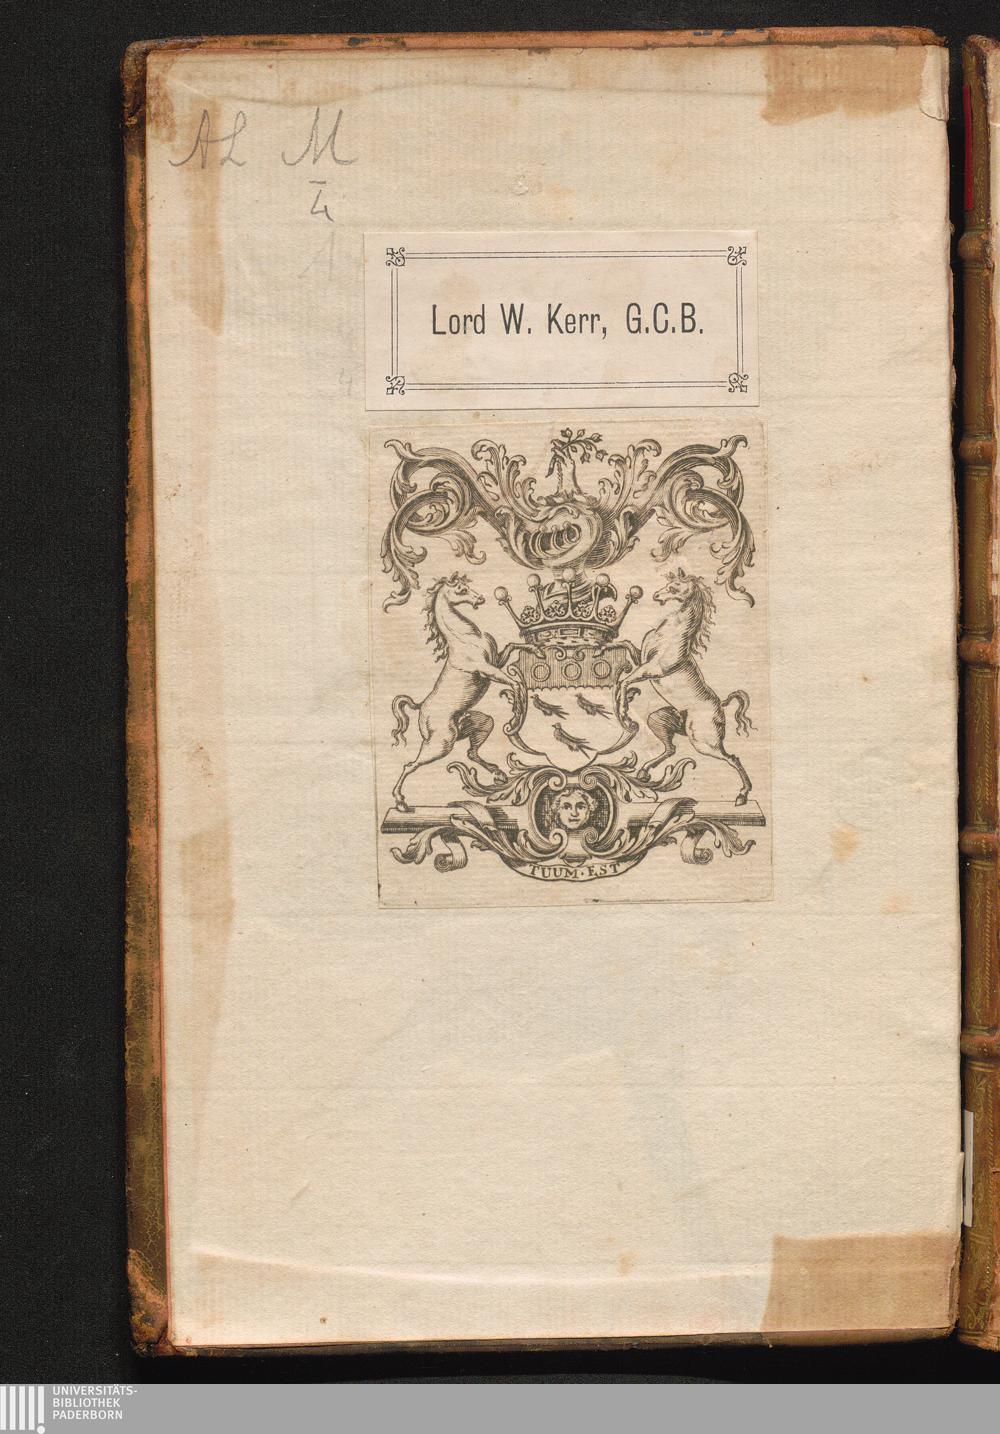 AL M
4
Lord W. Kerr, G.C.B.
TUUM·EST
UNIVERSITÄTS-
BIBLIOTHEK
PADERBORN